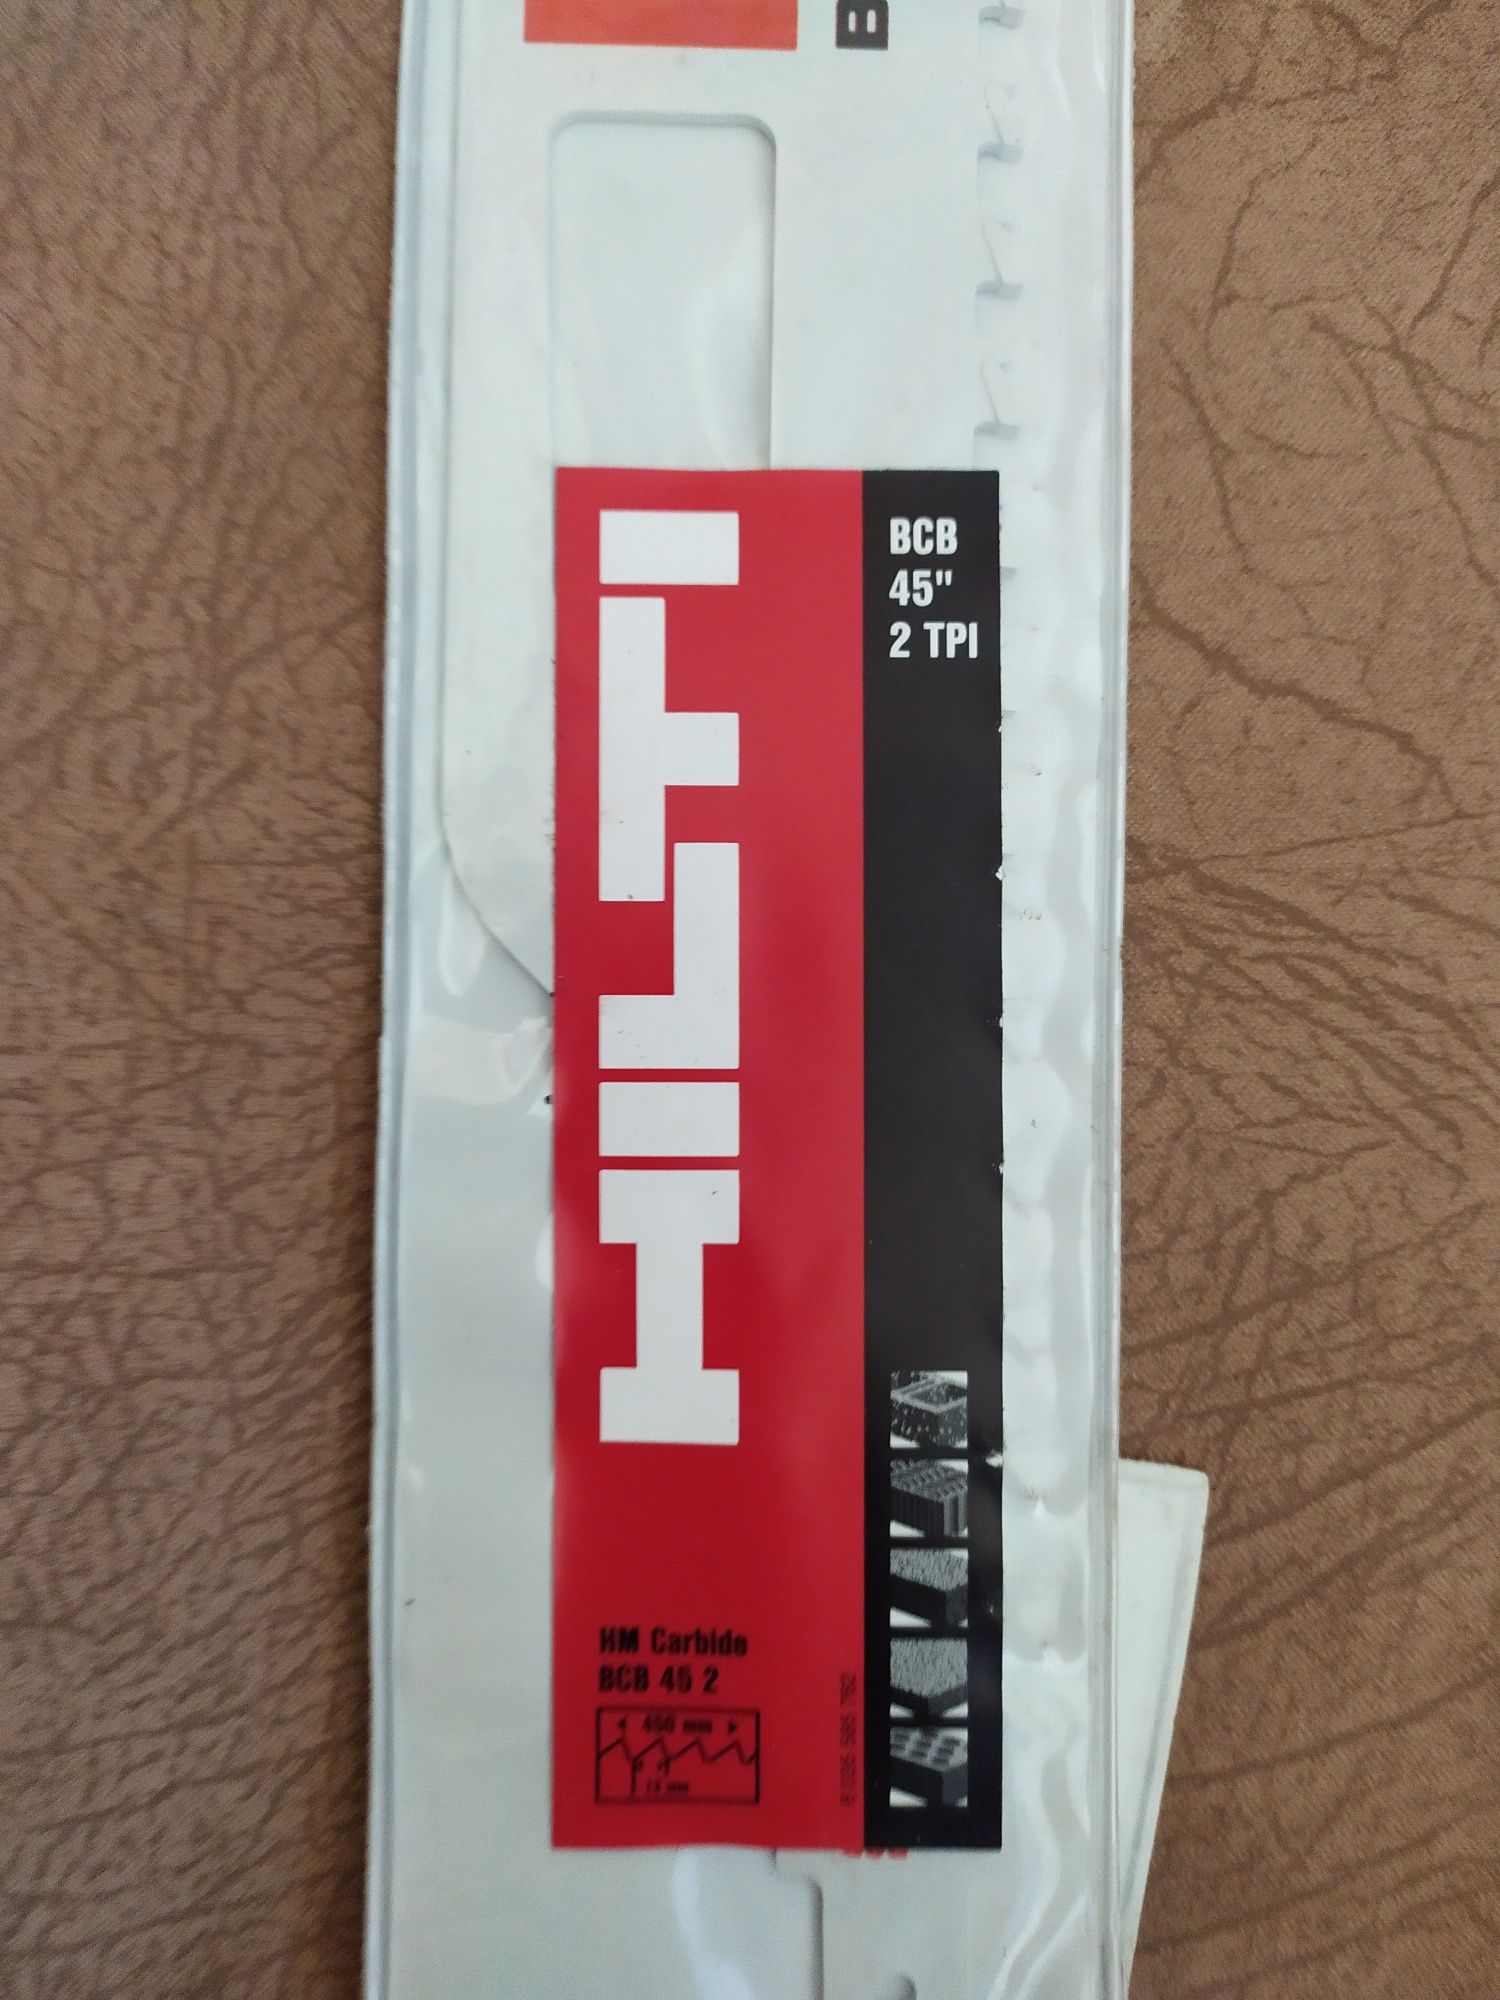 B
HILTI
BCB
45"
2 TPI
HM Carbide
BCB 45 2
450 mm